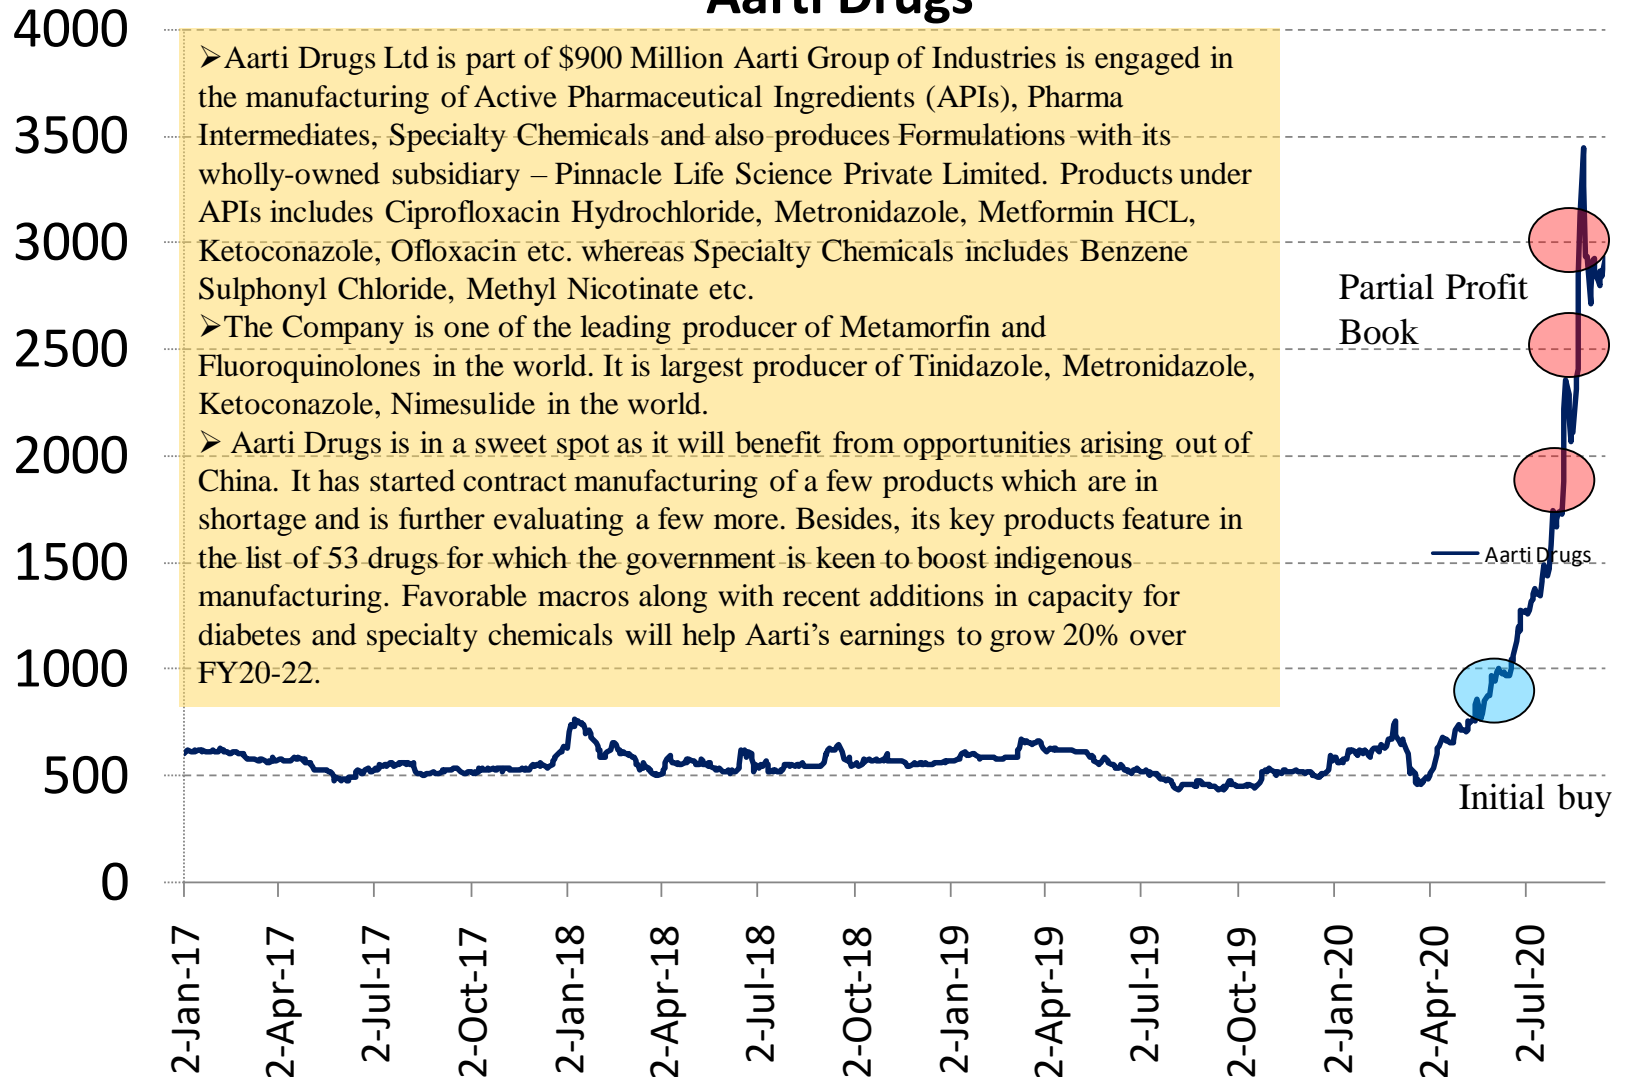 Aarti Drugs
4000
3500
3000
2500
2000
1500
1000
500
0
➢Aarti Drugs Ltd is part of $900 Million Aarti Group of Industries is engaged in
the manufacturing of Active Pharmaceutical Ingredients (APIs), Pharma
Intermediates, Specialty Chemicals and also produces Formulations with its
wholly-owned subsidiary – Pinnacle Life Science Private Limited. Products under
APIs includes Ciprofloxacin Hydrochloride, Metronidazole, Metformin HCL,
Ketoconazole, Ofloxacin etc. whereas Specialty Chemicals includes Benzene
Sulphonyl Chloride, Methyl Nicotinate etc.
➢The Company is one of the leading producer of Metamorfin and
Fluoroquinolones in the world. It is largest producer of Tinidazole, Metronidazole,
Ketoconazole, Nimesulide in the world.
➢ Aarti Drugs is in a sweet spot as it will benefit from opportunities arising out of
China. It has started contract manufacturing of a few products which are in
shortage and is further evaluating a few more. Besides, its key products feature in
the list of 53 drugs for which the government is keen to boost indigenous
manufacturing. Favorable macros along with recent additions in capacity for
diabetes and specialty chemicals will help Aarti’s earnings to grow 20% over
FY20-22.
Partial Profit
Book
Aarti Drugs
Initial buy
2-Jan-17
2-Apr-17
2-Jul-17
2-Oct-17
2-Jan-18
2-Apr-18
2-Jul-18
2-Oct-18
2-Jan-19
2-Apr-19
2-Jul-19
2-Oct-19
2-Jan-20
2-Apr-20
2-Jul-20